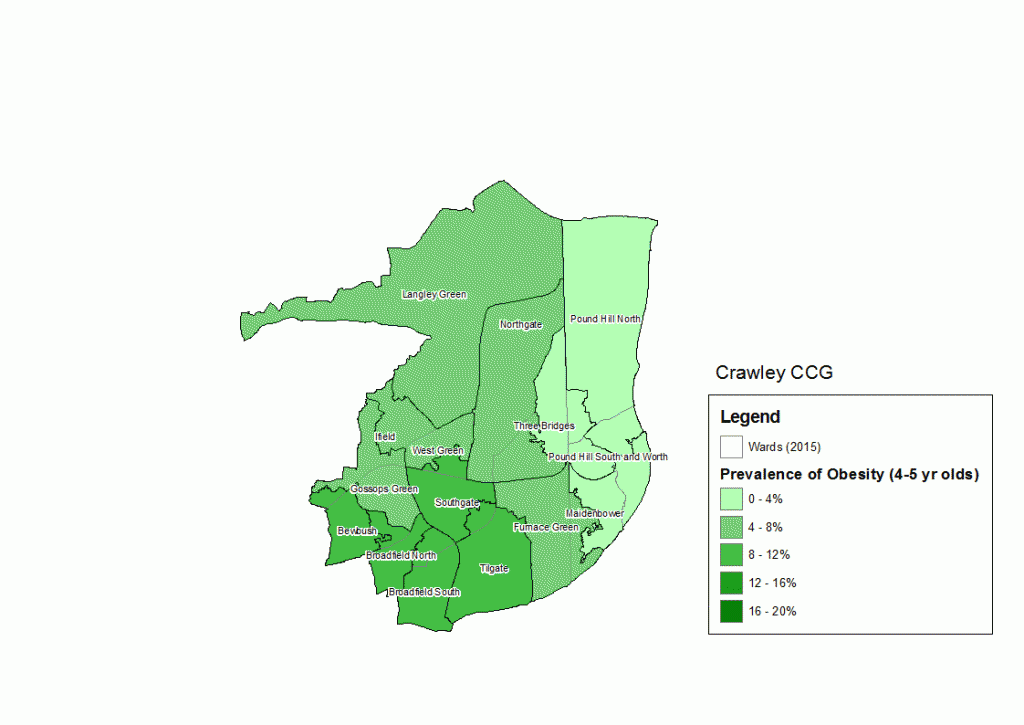 Langley Green
Northgate
Pound Hill North
Three Bridges
Ifield
West Green
Pound Hill South and Worth
Gossops Green
Southgate
Maidenbower
Furnace Green
Bewbush
Broadfield North
Tilgate
Broadfield South
Crawley CCG
Legend
Wards (2015)
Prevalence of Obesity (4-5 yr olds)
0 - 4%
4 - 8%
8 - 12%
12 - 16%
16 - 20%